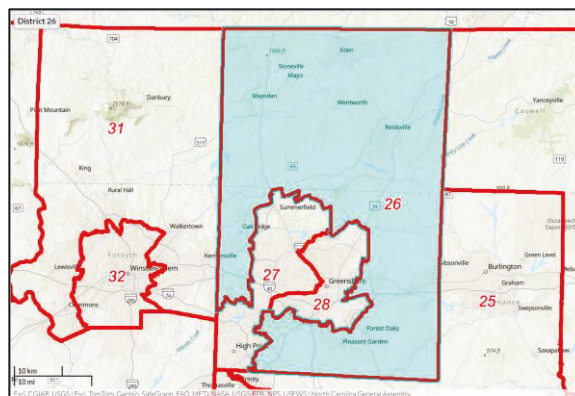 District 26
704
58
Eden
Stoneville
Mayo
Danbury
Mayodan
Wentworth
Yanceyville
Pilot Mountain
Caswell
31
Reidsville
311
King
Rural Hall
26
67
Summerfield
Walkertown
Oak Ridge
Forsyth
Kernersville
Gibsonville
Green Level
Lewisville
Winston-Salem
27
Burlington
32
Graham
Greensboro
25
28
Swepsonville
Clemmons
Forest Oaks
Pleasant Garden
High Point
Saxapahaw
10 km
10 mi
Thomasville
Trinity
Esri, CGIAR, USGS | Esri, TomTom, Garmin, SafeGraph, FAO, METI/NASA, USGS, EPA, NPS, USFWS | North Carolina General Assembly